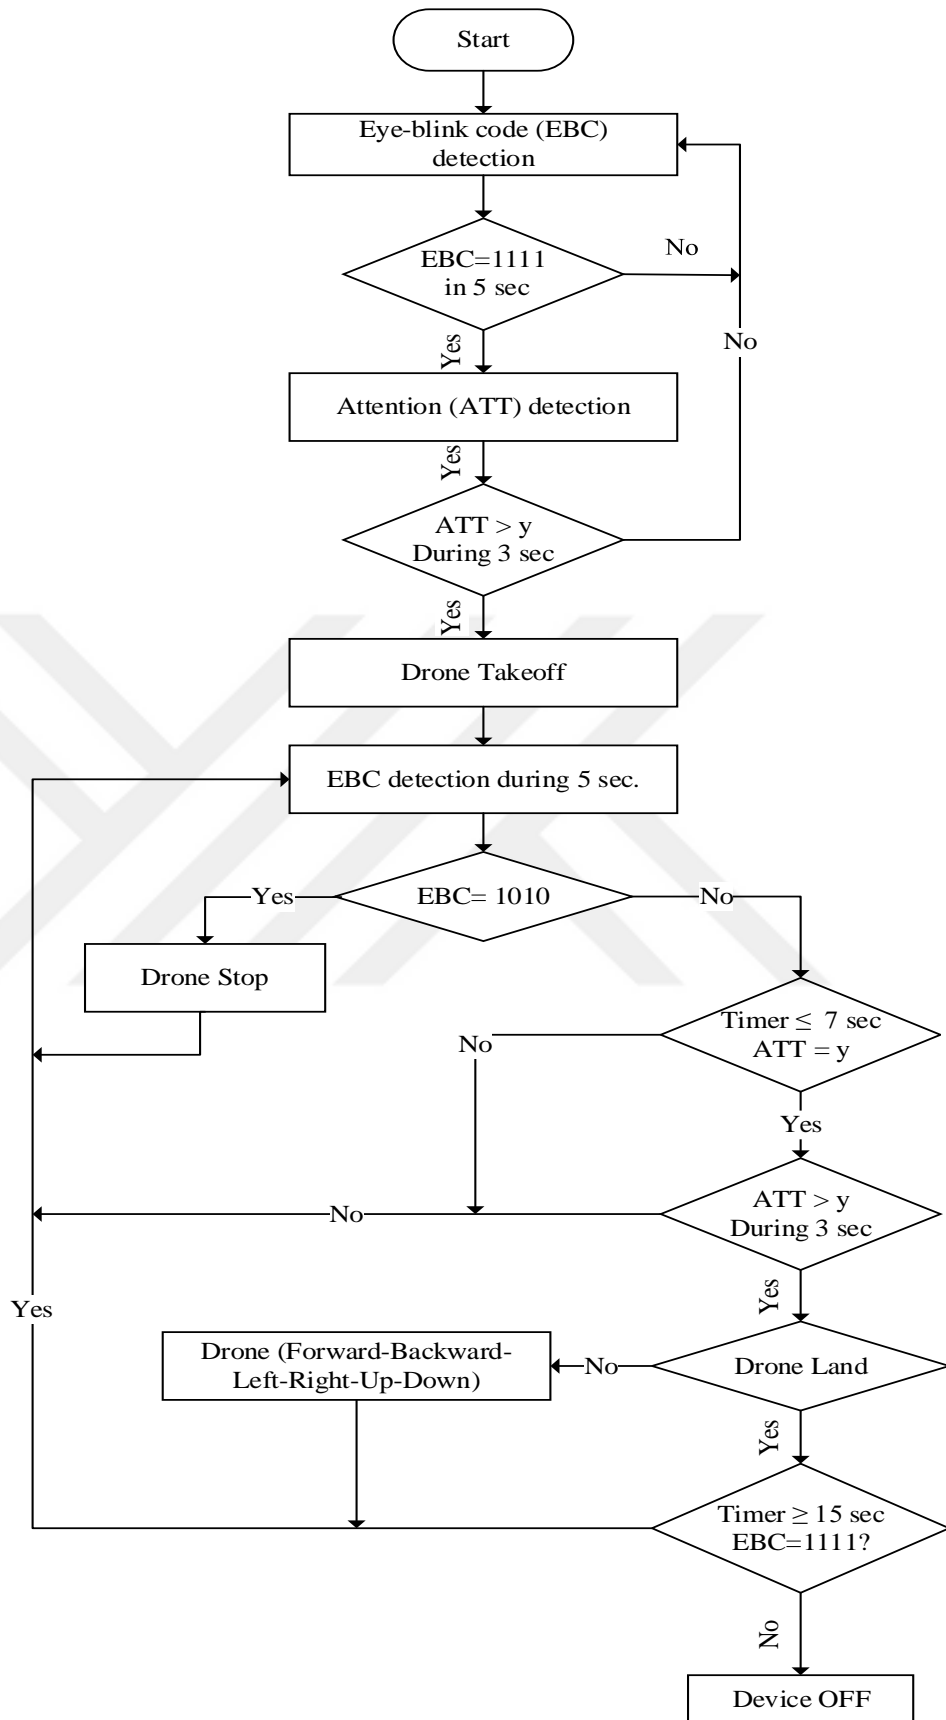 Start
Eye-blink code (EBC)
detection
EBC=1111
in 5 sec
No
No
Yes
Attention (ATT) detection
Yes
ATT > y
During 3 sec
Yes
Drone Takeoff
EBC detection during 5 sec.
Yes
EBC= 1010
No
Drone Stop
Timer ≤ 7 sec
ATT = y
No
Yes
ATT > y
During 3 sec
No
Yes
Yes
Drone (Forward-Backward-
Left-Right-Up-Down)
No
Drone Land
Yes
Timer ≥ 15 sec
EBC=1111?
No
Device OFF